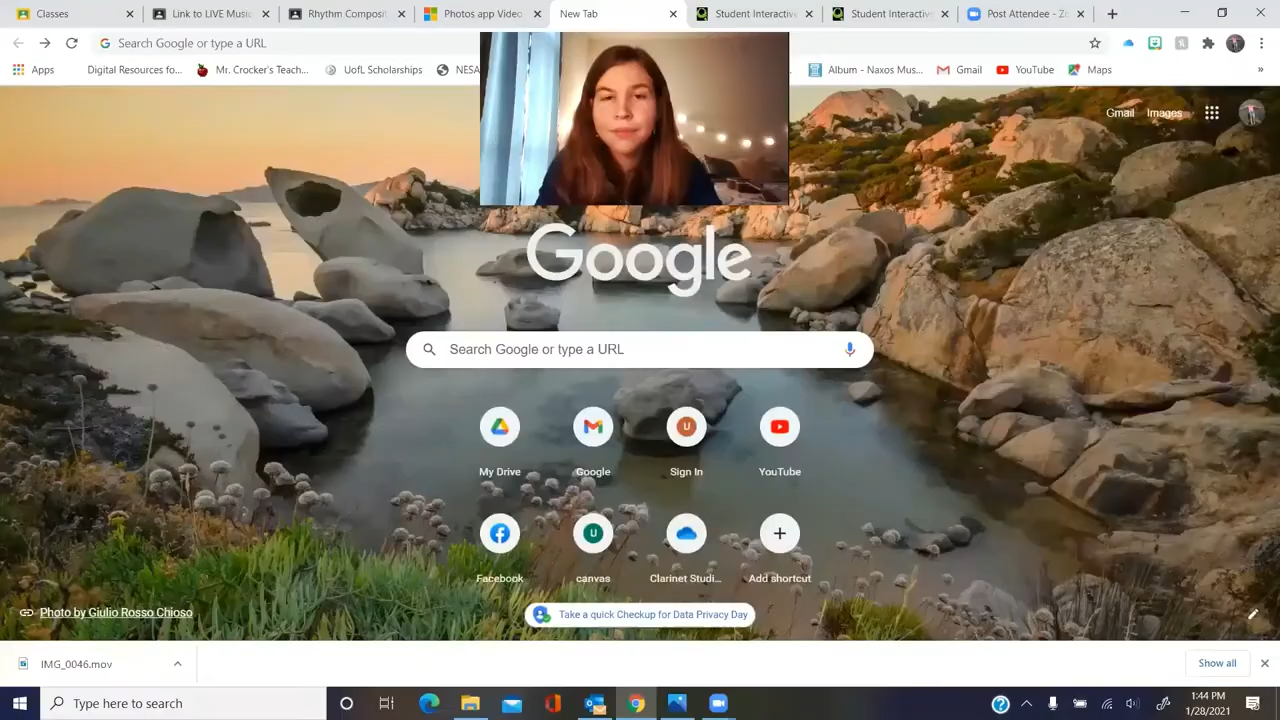 Classes
Link to LIVE Music
Rhythm Composit
Photos app Video
New Tab
Student Interactive
Student Interactive
Post Attendee - Zo
Search Google or type a URL
Apps
Digital Resources fo...
Mr. Crocker's Teach...
UofL Scholarships
NESA
Album - Naxos Mus...
Gmail
YouTube
Maps
»
Gmail
Images
Google
Search Google or type a URL
My Drive
Google
U
Sign In
YouTube
Facebook
U
canvas
Clarinet Studi...
Add shortcut
Photo by Giulio Rosso Chioso
Take a quick Checkup for Data Privacy Day
IMG_0046.mov
Show all
Type here to search
1:44 PM
1/28/2021